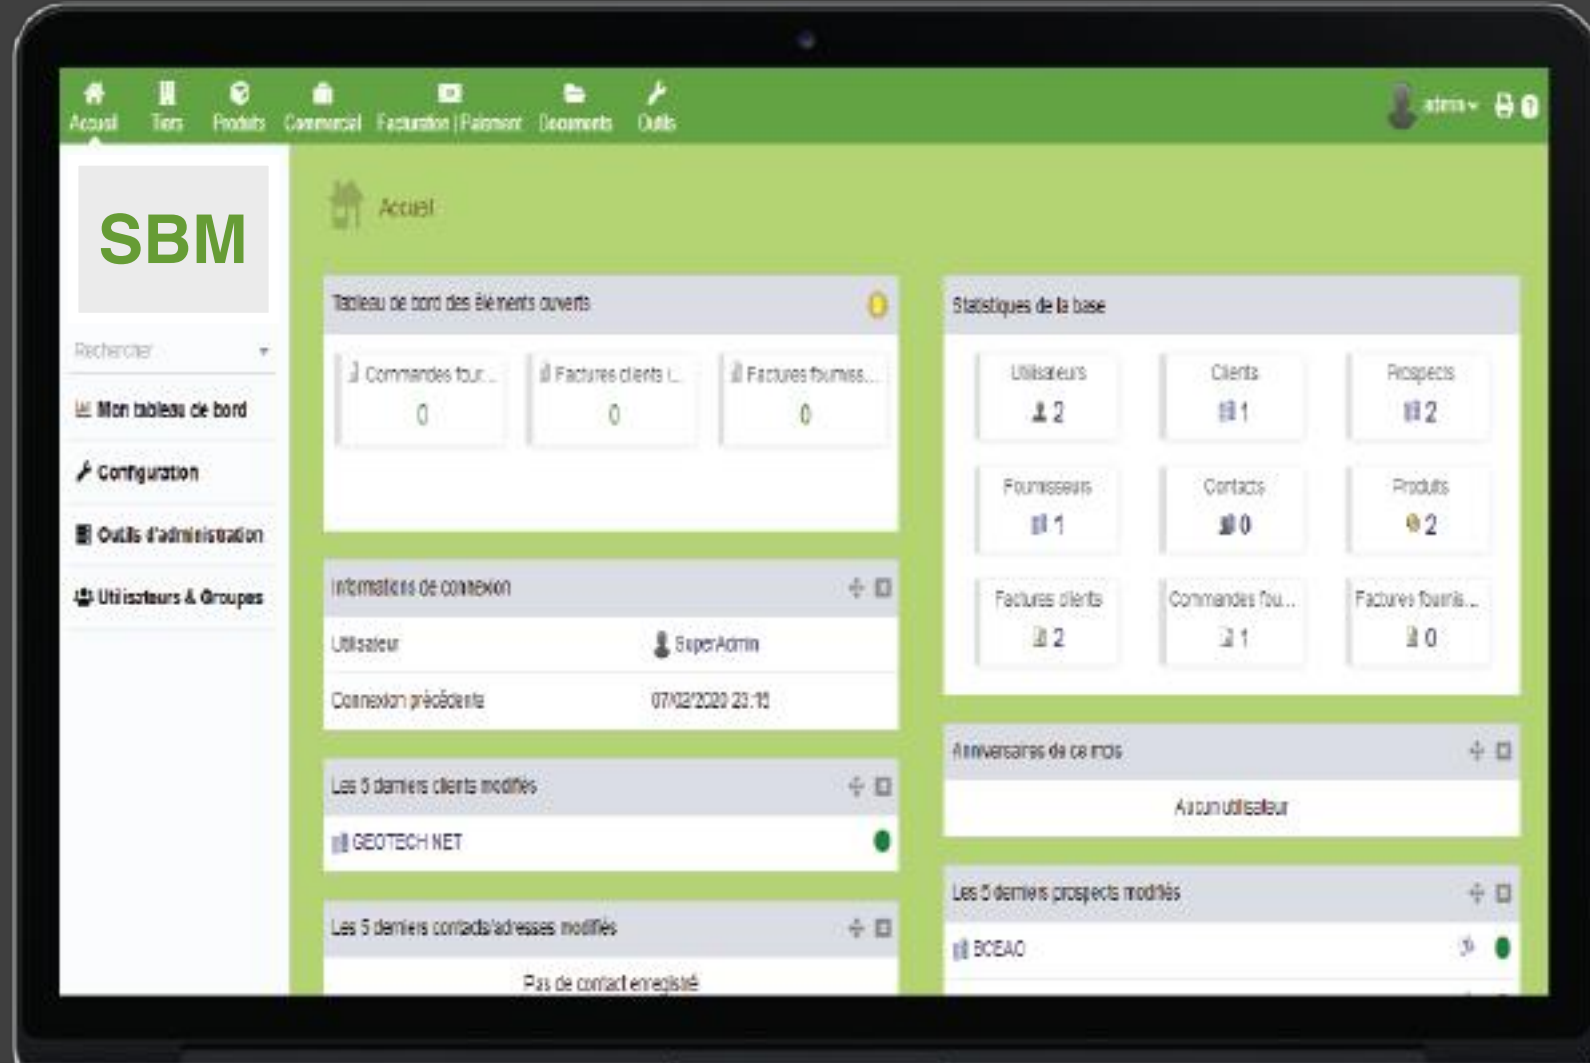 Accueil Tiers Produits Commercial Facturation | Paiement Documents Outils admin
SBM
Rechercher
Mon tableau de bord
Configuration
Outils d'administration
Utilisateurs & Groupes
Accueil
Tableau de bord des éléments ouverts
Commandes four...
0
Factures clients i...
0
Factures fourniss...
0
Informations de connexion
Utilisateur SuperAdmin
Connexion précédente 07/02/2020 23:15
Les 5 derniers clients modifiés
GEOTECH NET
Les 5 derniers contacts/adresses modifiés
Pas de contact enregistré
Statistiques de la base
Utilisateurs
2
Clients
1
Prospects
2
Fournisseurs
1
Contacts
0
Produits
2
Factures clients
2
Commandes fou...
1
Factures fournis...
0
Anniversaires de ce mois
Aucun utilisateur
Les 5 derniers prospects modifiés
BCEAO